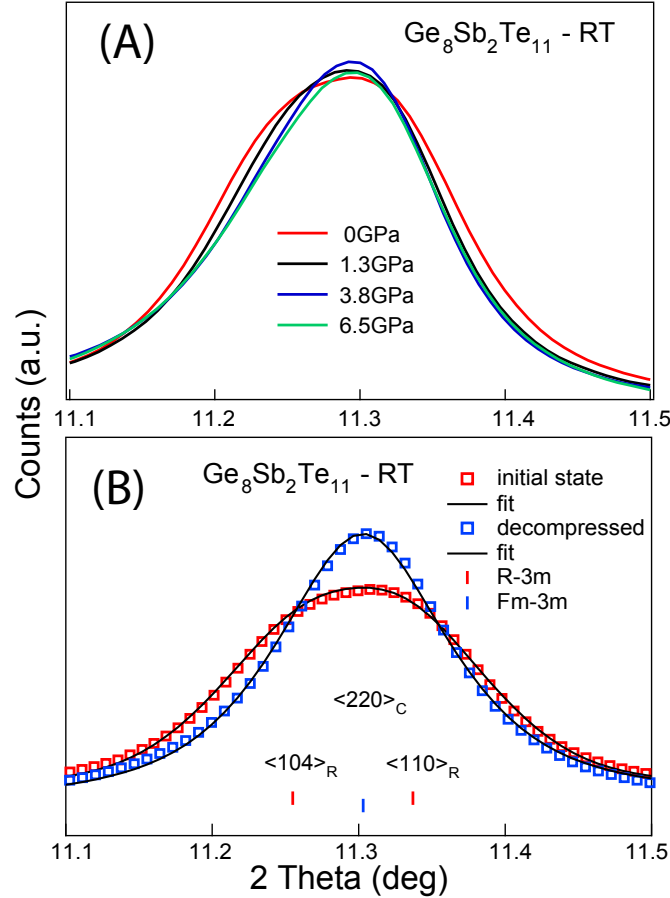 (A)
Ge8Sb2Te11 - RT
0GPa
1.3GPa
3.8GPa
6.5GPa
11.1 11.2 11.3 11.4 11.5
Counts (a.u.)
(B)
Ge8Sb2Te11 - RT
initial state
fit
decompressed
fit
R-3m
Fm-3m
<220>C
<104>R <110>R
11.1 11.2 11.3 11.4 11.5
2 Theta (deg)